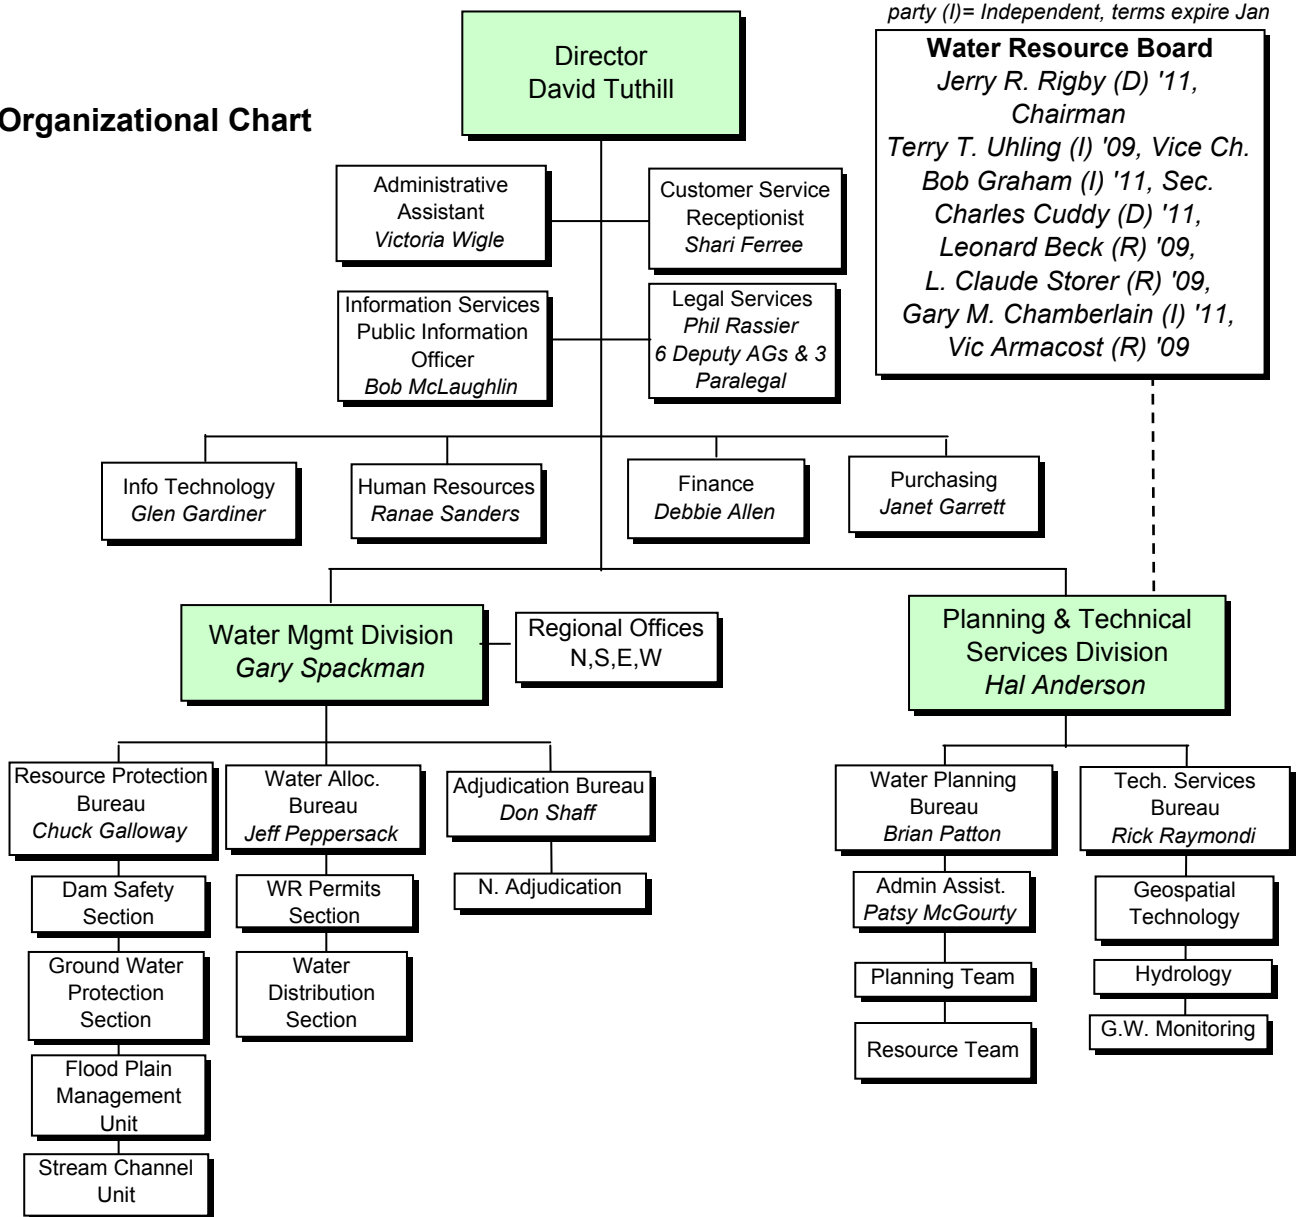 party (I)= Independent, terms expire Jan
Director
David Tuthill
Organizational Chart
Water Resource Board
Jerry R. Rigby (D) '11,
Chairman
Terry T. Uhling (I) '09, Vice Ch.
Bob Graham (I) '11, Sec.
Charles Cuddy (D) '11,
Leonard Beck (R) '09,
L. Claude Storer (R) '09,
Gary M. Chamberlain (I) '11,
Vic Armacost (R) '09
Administrative
Assistant
Victoria Wigle
Customer Service
Receptionist
Shari Ferree
Information Services
Public Information
Officer
Bob McLaughlin
Legal Services
Phil Rassier
6 Deputy AGs & 3
Paralegal
Info Technology
Glen Gardiner
Human Resources
Ranae Sanders
Finance
Debbie Allen
Purchasing
Janet Garrett
Water Mgmt Division
Gary Spackman
Regional Offices
N,S,E,W
Planning & Technical
Services Division
Hal Anderson
Resource Protection
Bureau
Chuck Galloway
Water Alloc.
Bureau
Jeff Peppersack
Adjudication Bureau
Don Shaff
Water Planning
Bureau
Brian Patton
Tech. Services
Bureau
Rick Raymondi
Dam Safety
Section
WR Permits
Section
N. Adjudication
Admin Assist.
Patsy McGourty
Geospatial
Technology
Ground Water
Protection
Section
Water
Distribution
Section
Planning Team
Hydrology
Resource Team
G.W. Monitoring
Flood Plain
Management
Unit
Stream Channel
Unit